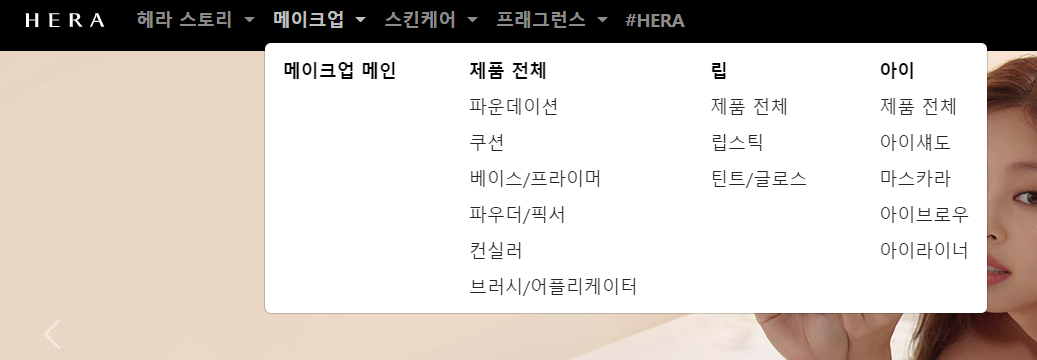 HERA 헤라 스토리 메이크업 스킨케어 프래그런스 #HERA
메이크업 메인
제품 전체
파운데이션
쿠션
베이스/프라이머
파우더/픽서
컨실러
브러시/어플리케이터
립
제품 전체
립스틱
틴트/글로스
아이
제품 전체
아이섀도
마스카라
아이브로우
아이라이너